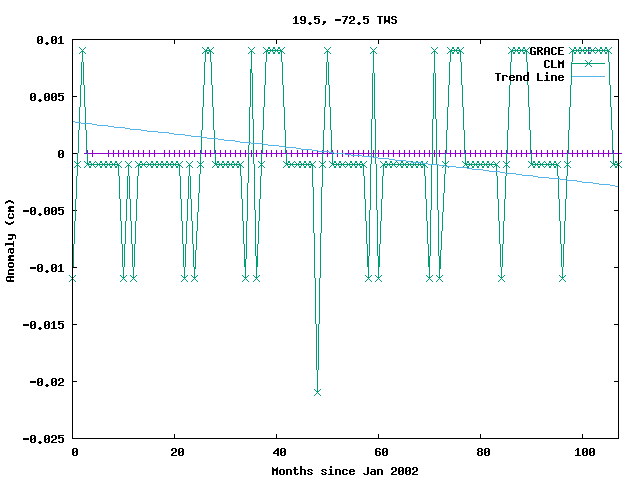 19.5, -72.5 TWS
0.01
0.005
0
-0.005
-0.01
-0.015
-0.02
-0.025
Anomaly (cm)
GRACE
CLM
Trend Line
0 20 40 60 80 100
Months since Jan 2002